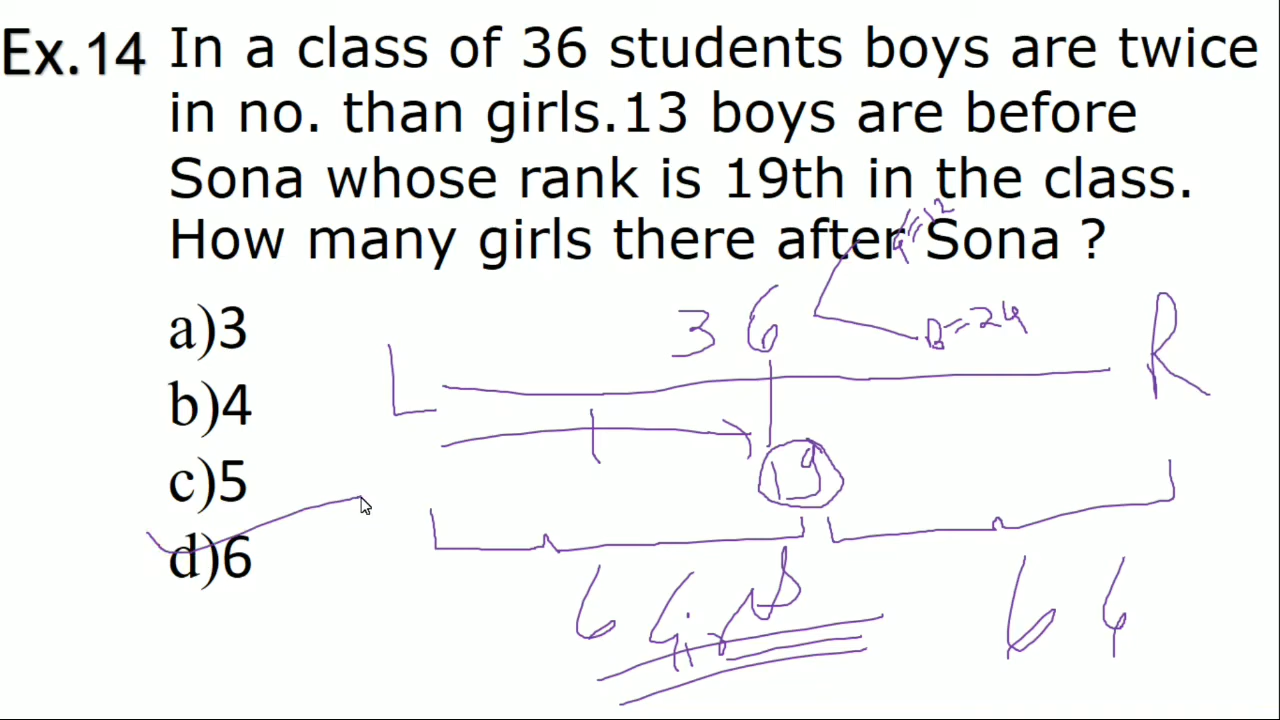 Ex.14 In a class of 36 students boys are twice
in no. than girls.13 boys are before
Sona whose rank is 19th in the class.
How many girls there after Sona ?
G=12
a)3
36
B=24
R
L
b)4
19
c)5
d)6
6 Girls
6 G